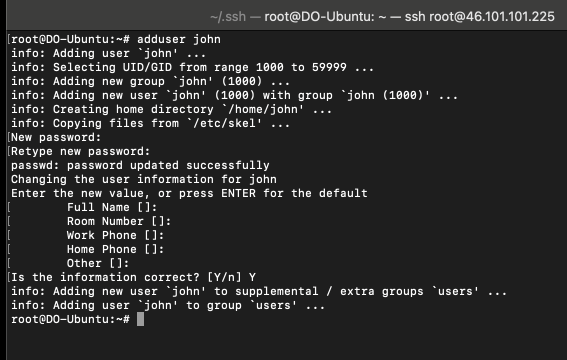 ~/.ssh — root@DO-Ubuntu: ~ — ssh root@46.101.101.225
[root@DO-Ubuntu:~# adduser john
info: Adding user `john' ...
info: Selecting UID/GID from range 1000 to 59999 ...
info: Adding new group `john' (1000) ...
info: Adding new user `john' (1000) with group `john (1000)' ...
info: Creating home directory `/home/john' ...
info: Copying files from `/etc/skel' ...
[New password:
[Retype new password:
passwd: password updated successfully
Changing the user information for john
Enter the new value, or press ENTER for the default
[ Full Name []:
[ Room Number []:
[ Work Phone []:
[ Home Phone []:
[ Other []:
[Is the information correct? [Y/n] Y
info: Adding new user `john' to supplemental / extra groups `users' ...
info: Adding user `john' to group `users' ...
root@DO-Ubuntu:~#